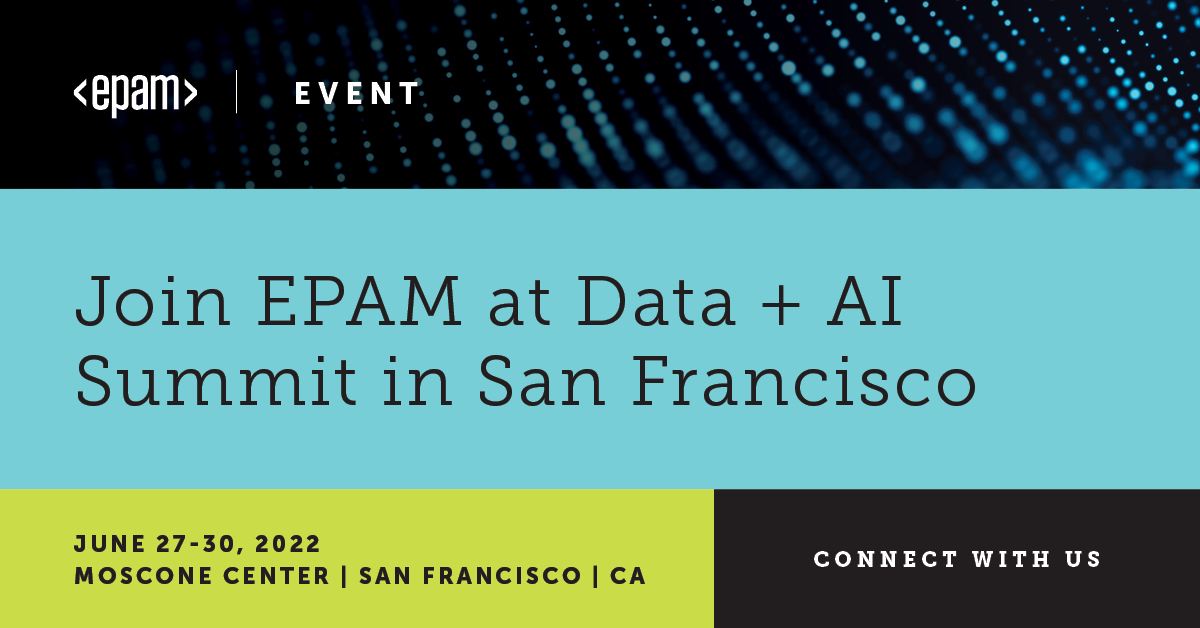 <epam> | EVENT
Join EPAM at Data + AI
Summit in San Francisco
JUNE 27-30, 2022
MOSCONE CENTER | SAN FRANCISCO | CA
CONNECT WITH US